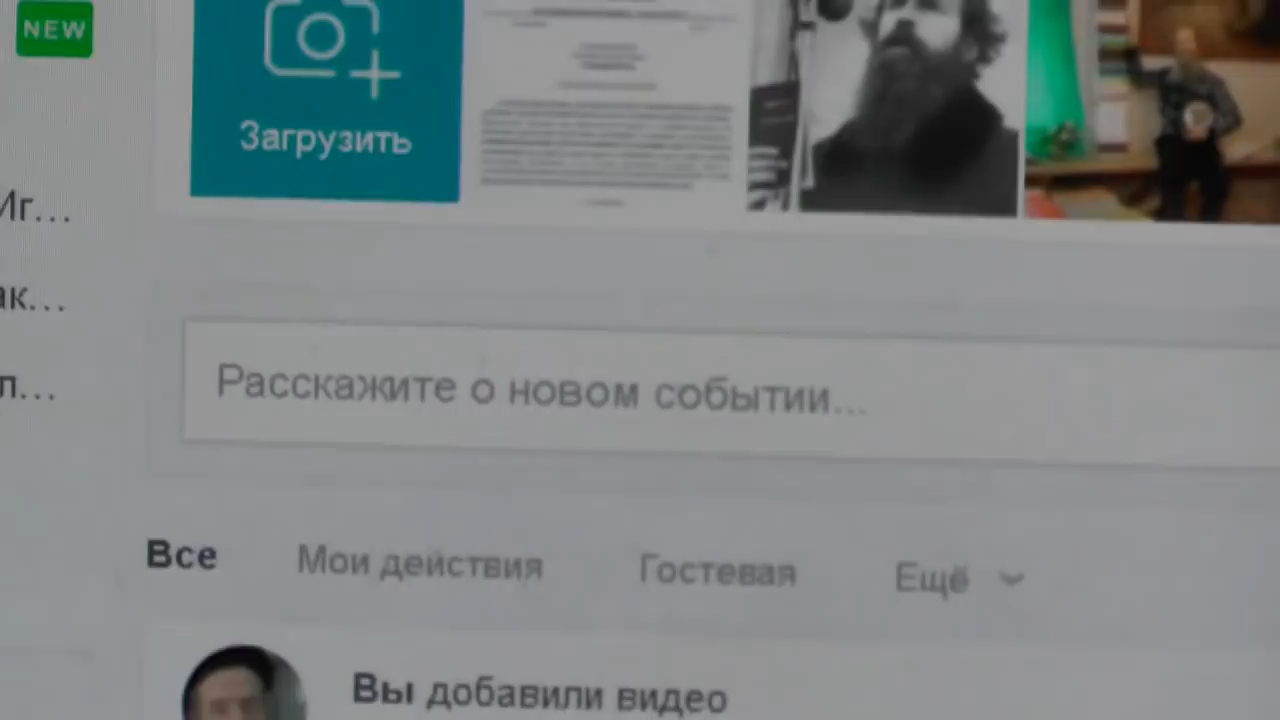 NEW
Загрузить
Иг...
ак...
л...
Расскажите о новом событии...
Все Мои действия Гостевая Ещё
Вы добавили видео